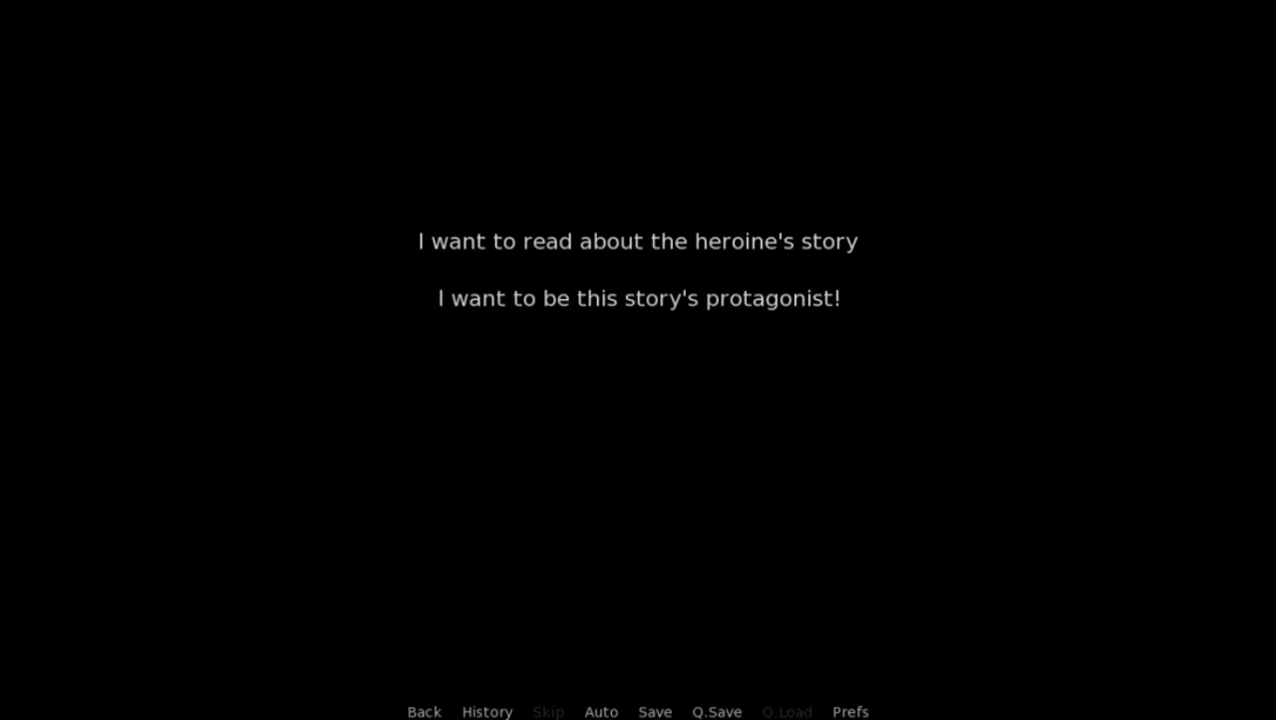 I want to read about the heroine's story
I want to be this story's protagonist!
Back History Skip Auto Save Q.Save Q.Load Prefs